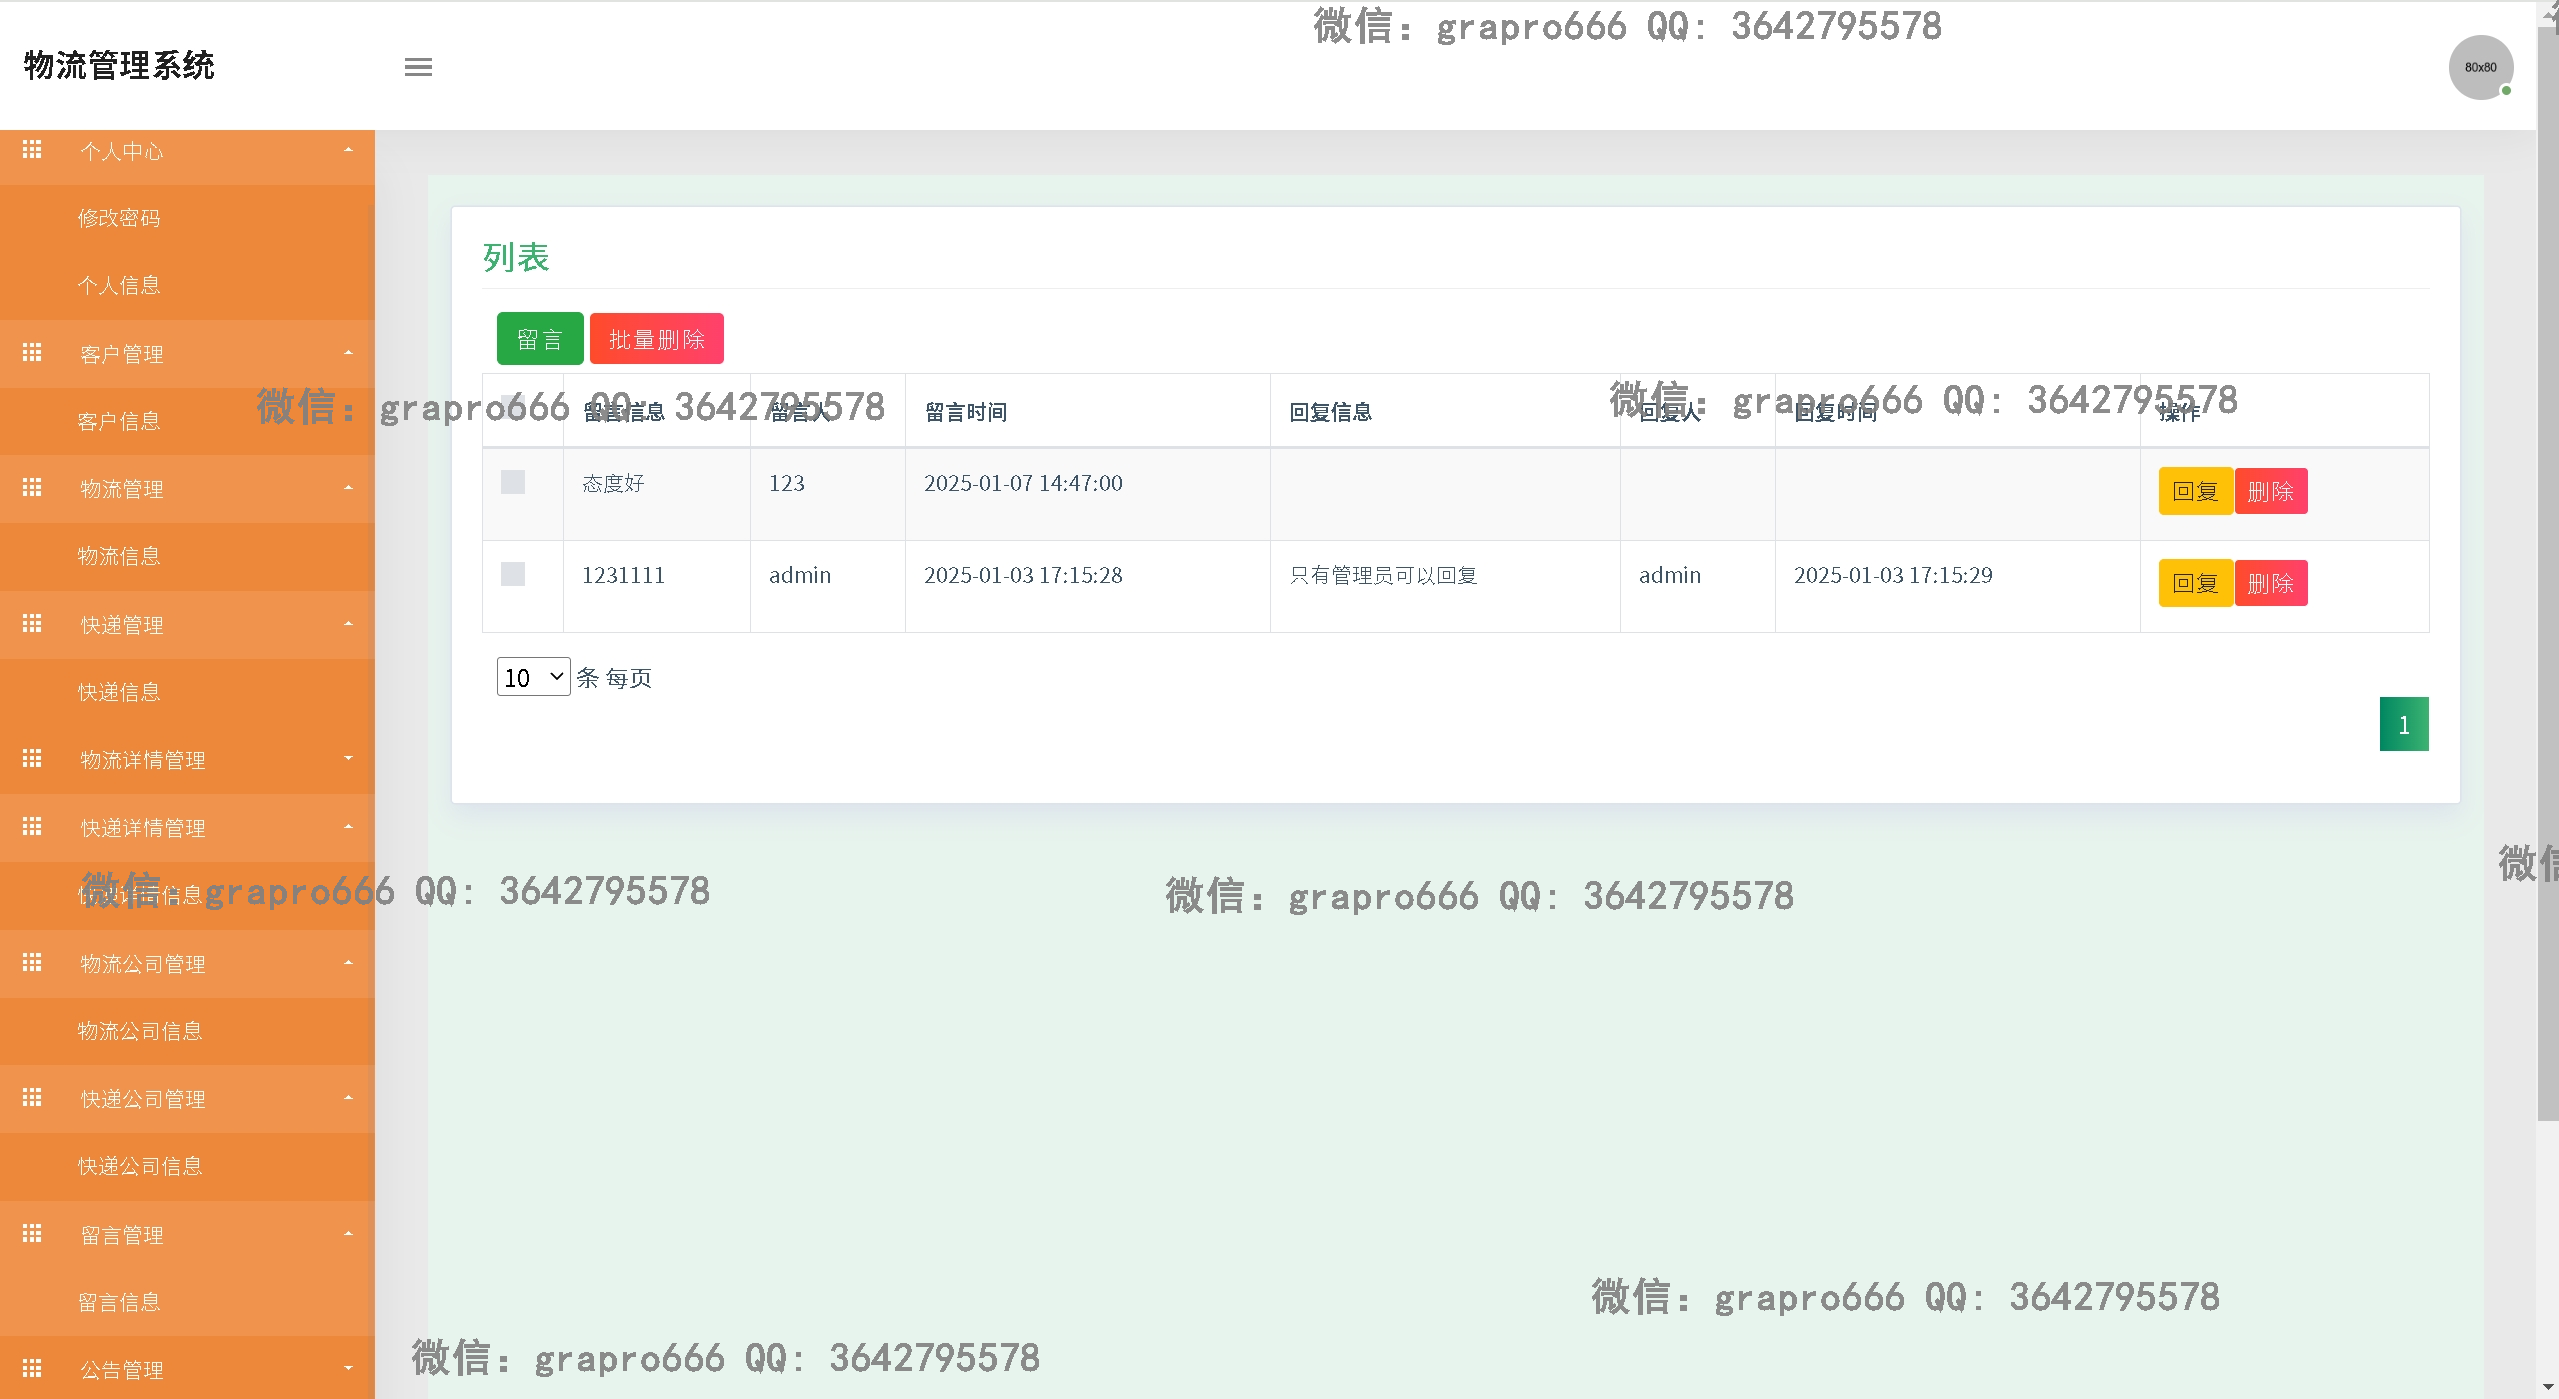 微信：grapro666 QQ：3642795578
物流管理系统
80x80
个人中心
修改密码
个人信息
客户管理
客户信息
物流管理
物流信息
快递管理
快递信息
物流详情管理
快递详情管理
快递详情信息
物流公司管理
物流公司信息
快递公司管理
快递公司信息
留言管理
留言信息
公告管理
列表
留言 批量删除
微信：grapro666 QQ：3642795578
微信：grapro666 QQ：3642795578
留言信息 留言人 留言时间 回复信息 回复人 回复时间 操作
态度好 123 2025-01-07 14:47:00 回复 删除
1231111 admin 2025-01-03 17:15:28 只有管理员可以回复 admin 2025-01-03 17:15:29 回复 删除
10 条 每页
1
微信：grapro666 QQ：3642795578
微信：grapro666 QQ：3642795578
微信
微信：grapro666 QQ：3642795578
微信：grapro666 QQ：3642795578